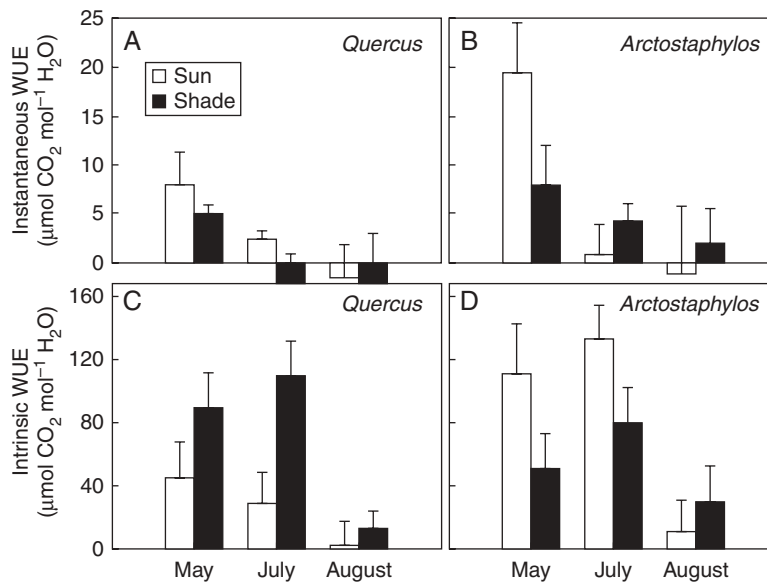 A
Quercus
Sun
Shade
B
Arctostaphylos
25
20
15
10
5
0
Instantaneous WUE
(µmol CO₂ mol⁻¹ H₂O)
C
Quercus
D
Arctostaphylos
160
120
80
40
0
Intrinsic WUE
(µmol CO₂ mol⁻¹ H₂O)
May July August May July August